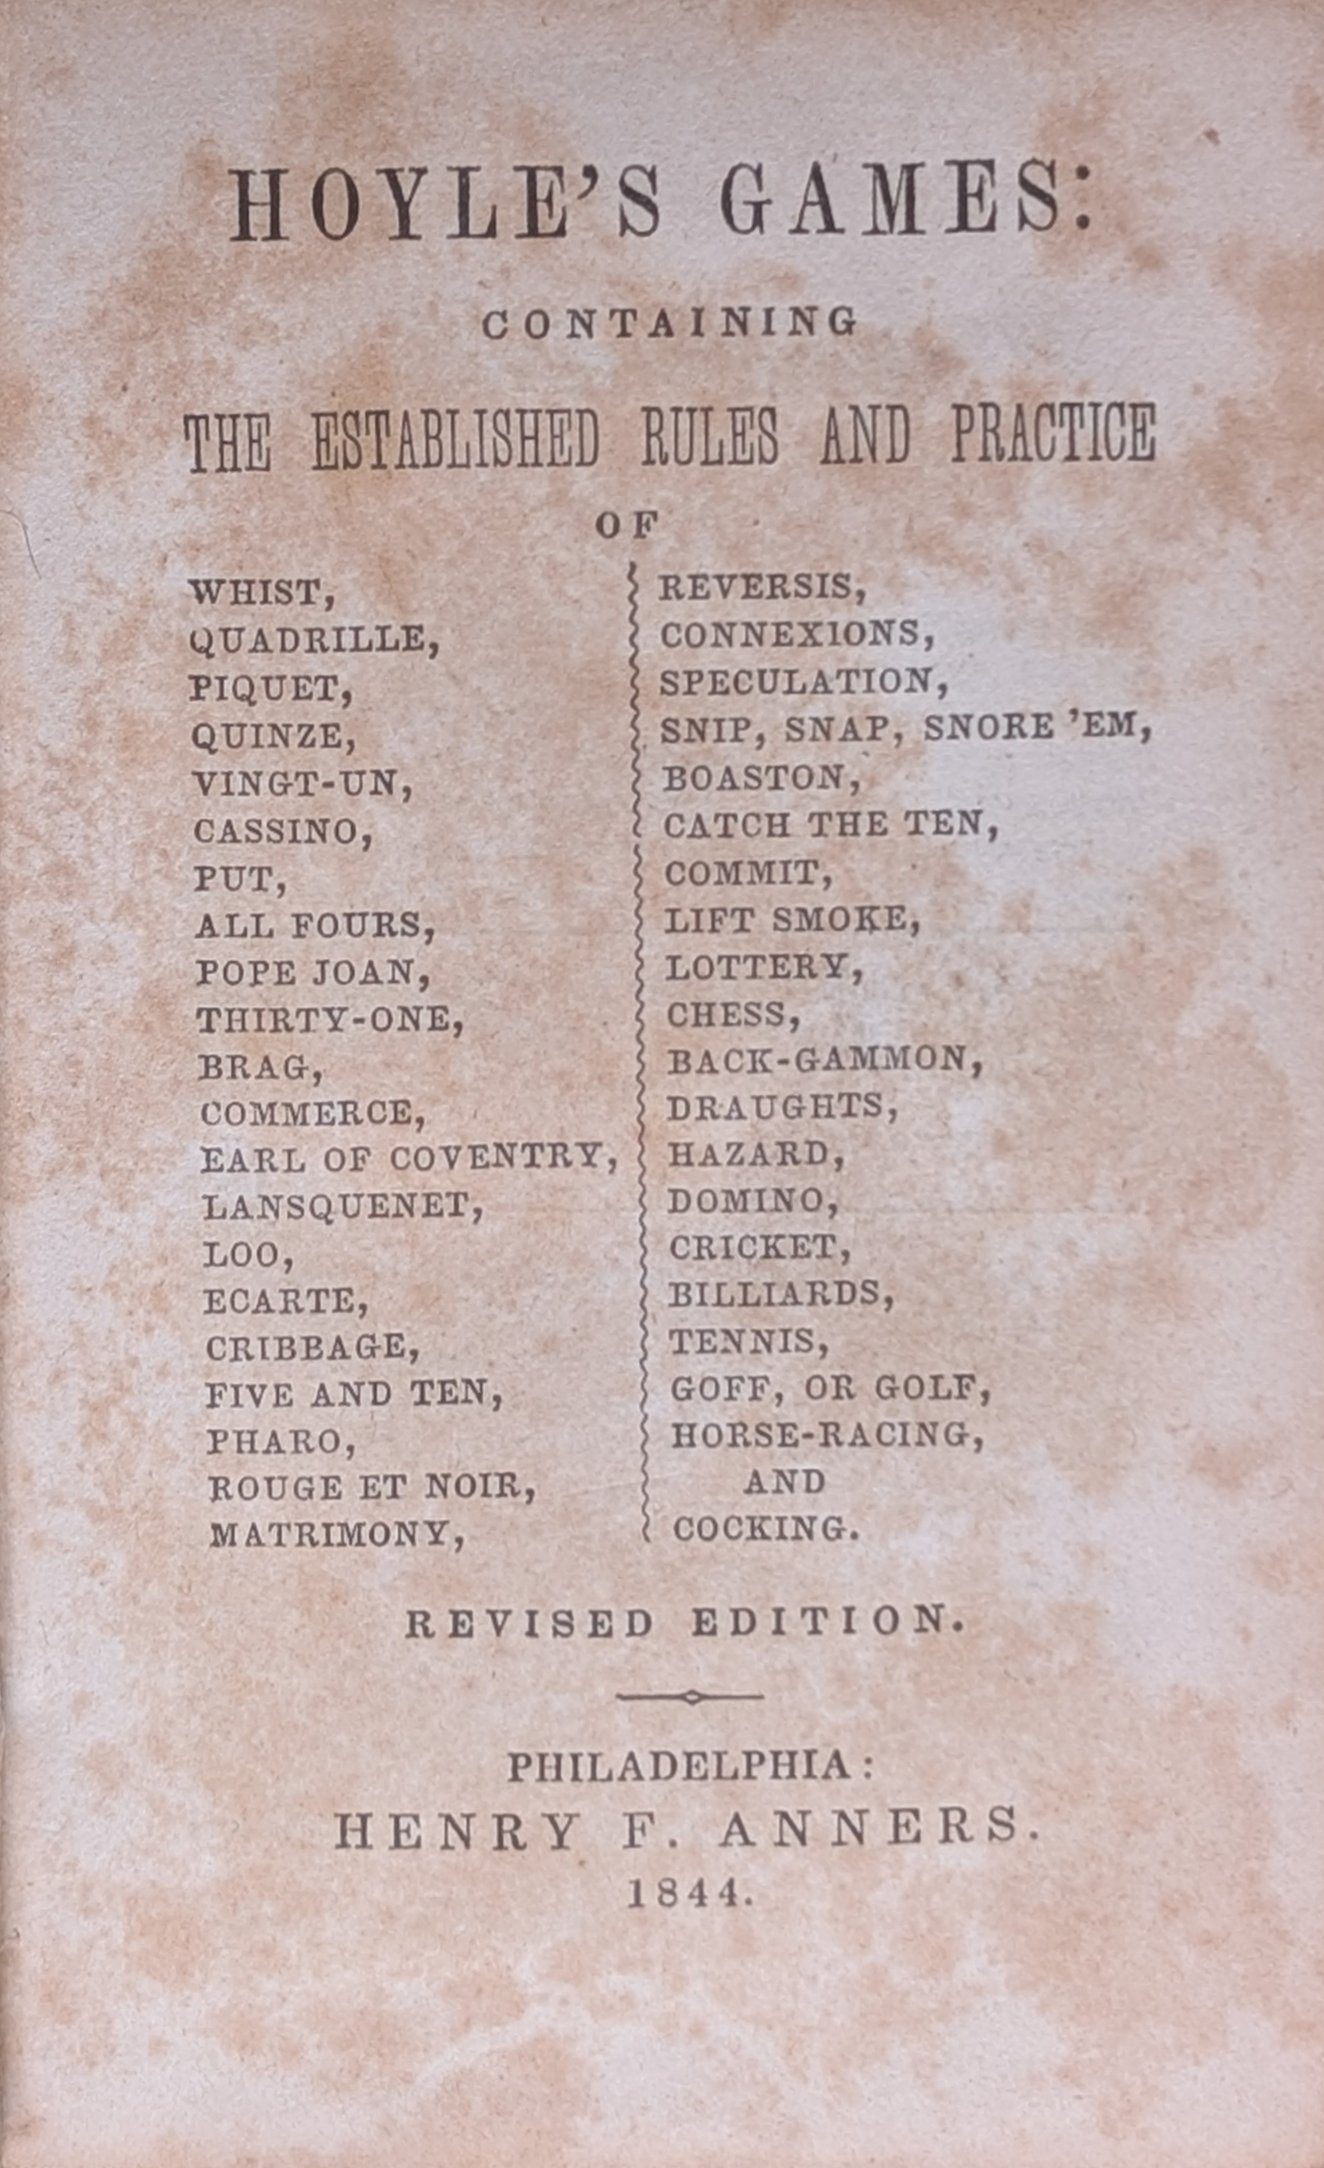 HOYLE'S GAMES:
CONTAINING
THE ESTABLISHED RULES AND PRACTICE
OF
WHIST,
QUADRILLE,
PIQUET,
QUINZE,
VINGT-UN,
CASSINO,
PUT,
ALL FOURS,
POPE JOAN,
THIRTY-ONE,
BRAG,
COMMERCE,
EARL OF COVENTRY,
LANSQUENET,
LOO,
ECARTE,
CRIBBAGE,
FIVE AND TEN,
PHARO,
ROUGE ET NOIR,
MATRIMONY,
REVERSIS,
CONNEX1ONS,
SPECULATION,
SNIP, SNAP, SNORE 'EM,
BOASTON,
CATCH THE TEN,
COMMIT,
LIFT SMOKE,
LOTTERY,
CHESS,
BACK-GAMMON,
DRAUGHTS,
HAZARD,
DOMINO,
CRICKET,
BILLIARDS,
TENNIS,
GOFF, OR GOLF,
HORSE-RACING,
AND
COCKING.
REVISED EDITION.
PHILADELPHIA:
HENRY F. ANNERS.
1844.